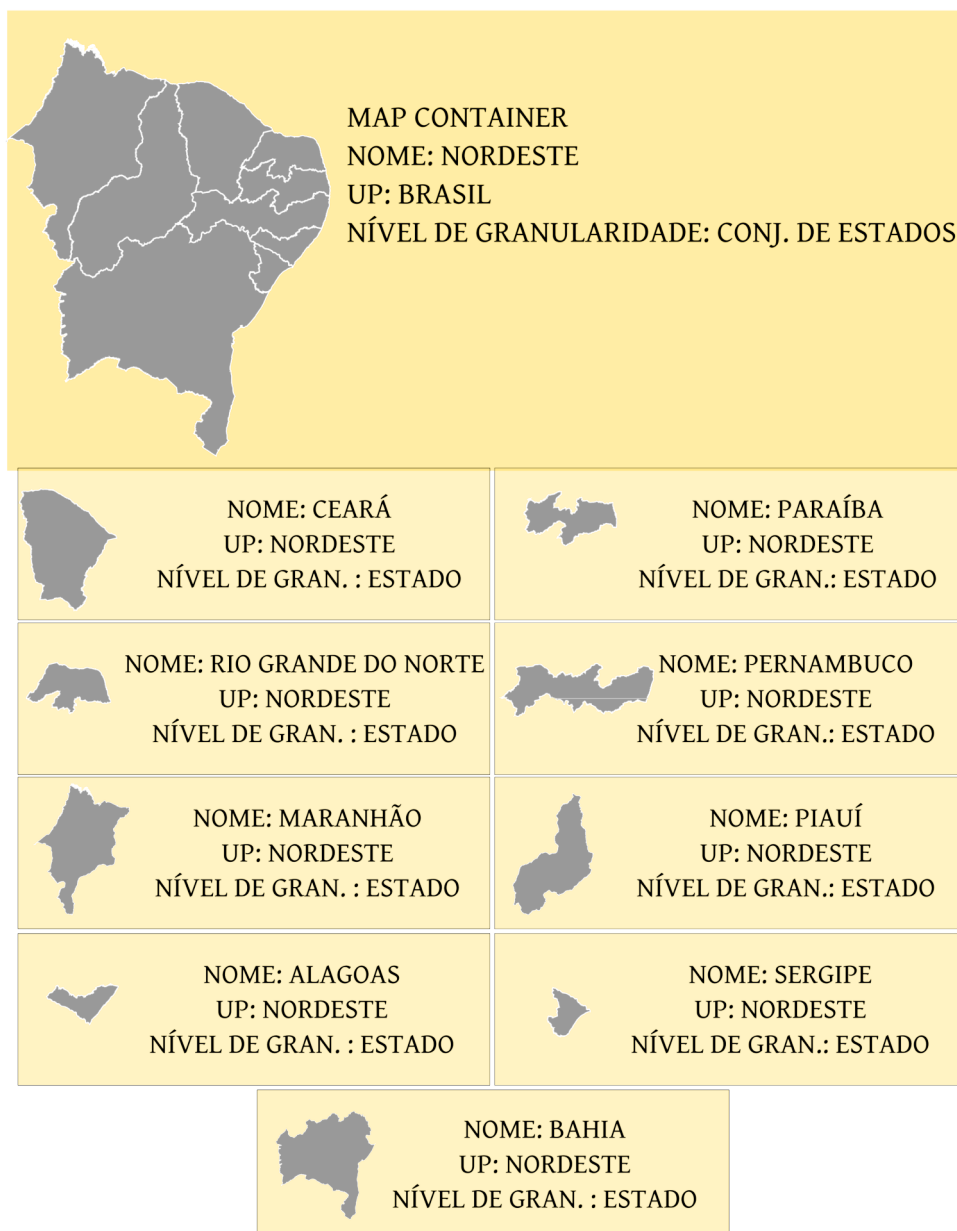 MAP CONTAINER
NOME: NORDESTE
UP: BRASIL
NÍVEL DE GRANULARIDADE: CONJ. DE ESTADOS
NOME: CEARÁ
UP: NORDESTE
NÍVEL DE GRAN. : ESTADO
NOME: PARAÍBA
UP: NORDESTE
NÍVEL DE GRAN.: ESTADO
NOME: RIO GRANDE DO NORTE
UP: NORDESTE
NÍVEL DE GRAN. : ESTADO
NOME: PERNAMBUCO
UP: NORDESTE
NÍVEL DE GRAN.: ESTADO
NOME: MARANHÃO
UP: NORDESTE
NÍVEL DE GRAN. : ESTADO
NOME: PIAUÍ
UP: NORDESTE
NÍVEL DE GRAN.: ESTADO
NOME: ALAGOAS
UP: NORDESTE
NÍVEL DE GRAN. : ESTADO
NOME: SERGIPE
UP: NORDESTE
NÍVEL DE GRAN.: ESTADO
NOME: BAHIA
UP: NORDESTE
NÍVEL DE GRAN. : ESTADO